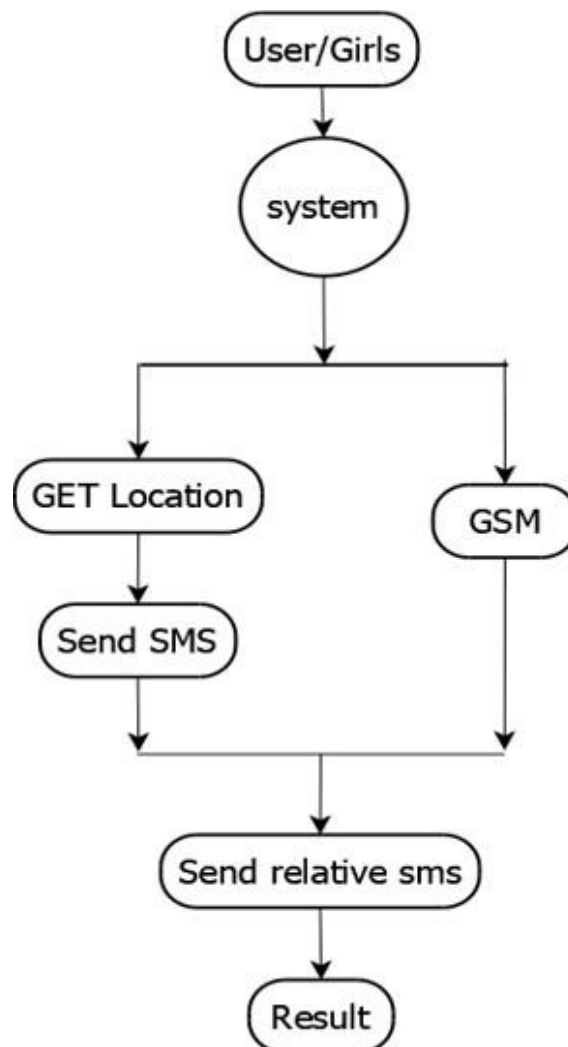 User/Girls
system
GET Location
GSM
Send SMS
Send relative sms
Result